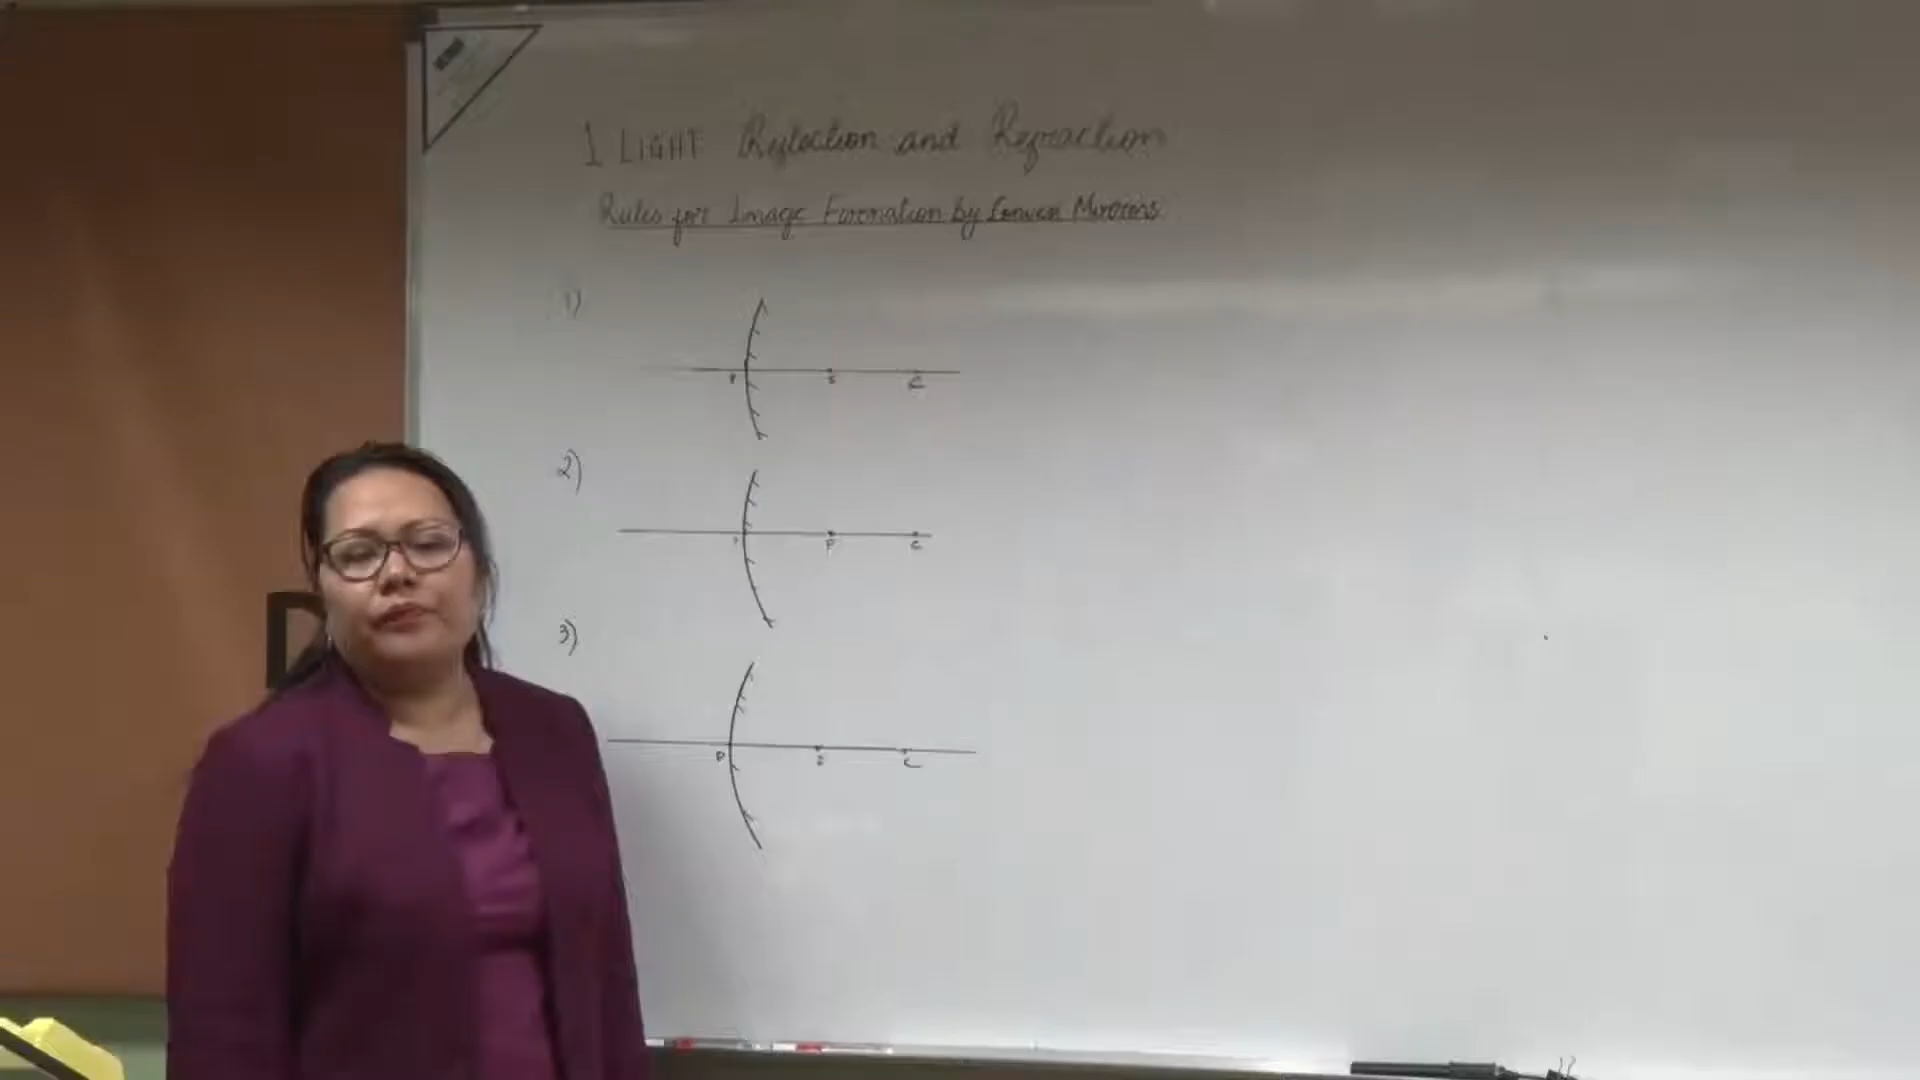 1 LIGHT Reflection and Refraction
Rules for Image Formation by Convex Mirrors
1)
P C
2)
P F C
3)
P F C
D